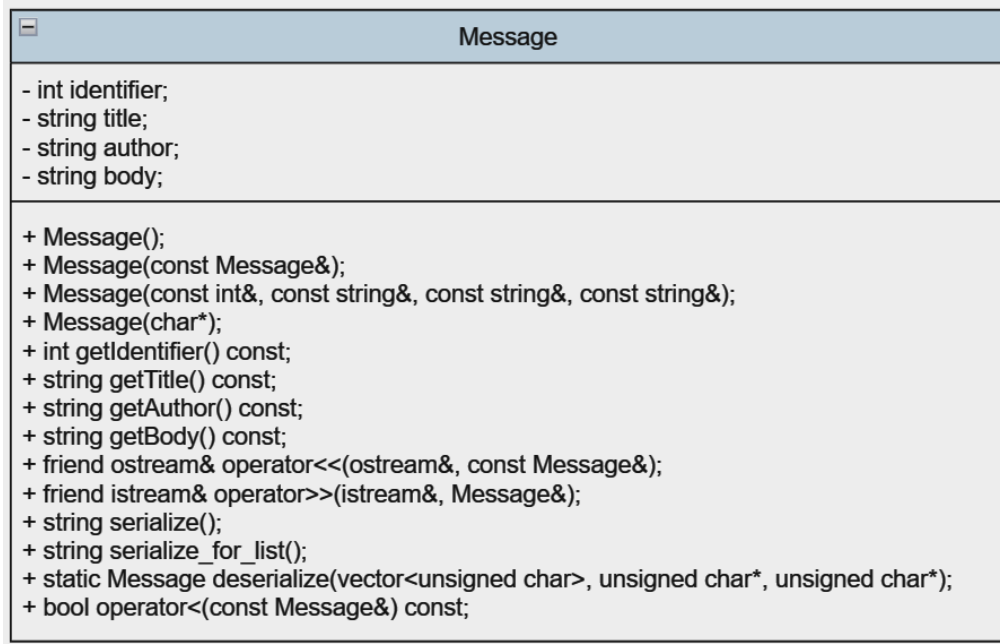 Message
- int identifier;
- string title;
- string author;
- string body;
+ Message();
+ Message(const Message&);
+ Message(const int&, const string&, const string&, const string&);
+ Message(char*);
+ int getIdentifier() const;
+ string getTitle() const;
+ string getAuthor() const;
+ string getBody() const;
+ friend ostream& operator<<(ostream&, const Message&);
+ friend istream& operator>>(istream&, Message&);
+ string serialize();
+ string serialize_for_list();
+ static Message deserialize(vector<unsigned char>, unsigned char*, unsigned char*);
+ bool operator<(const Message&) const;